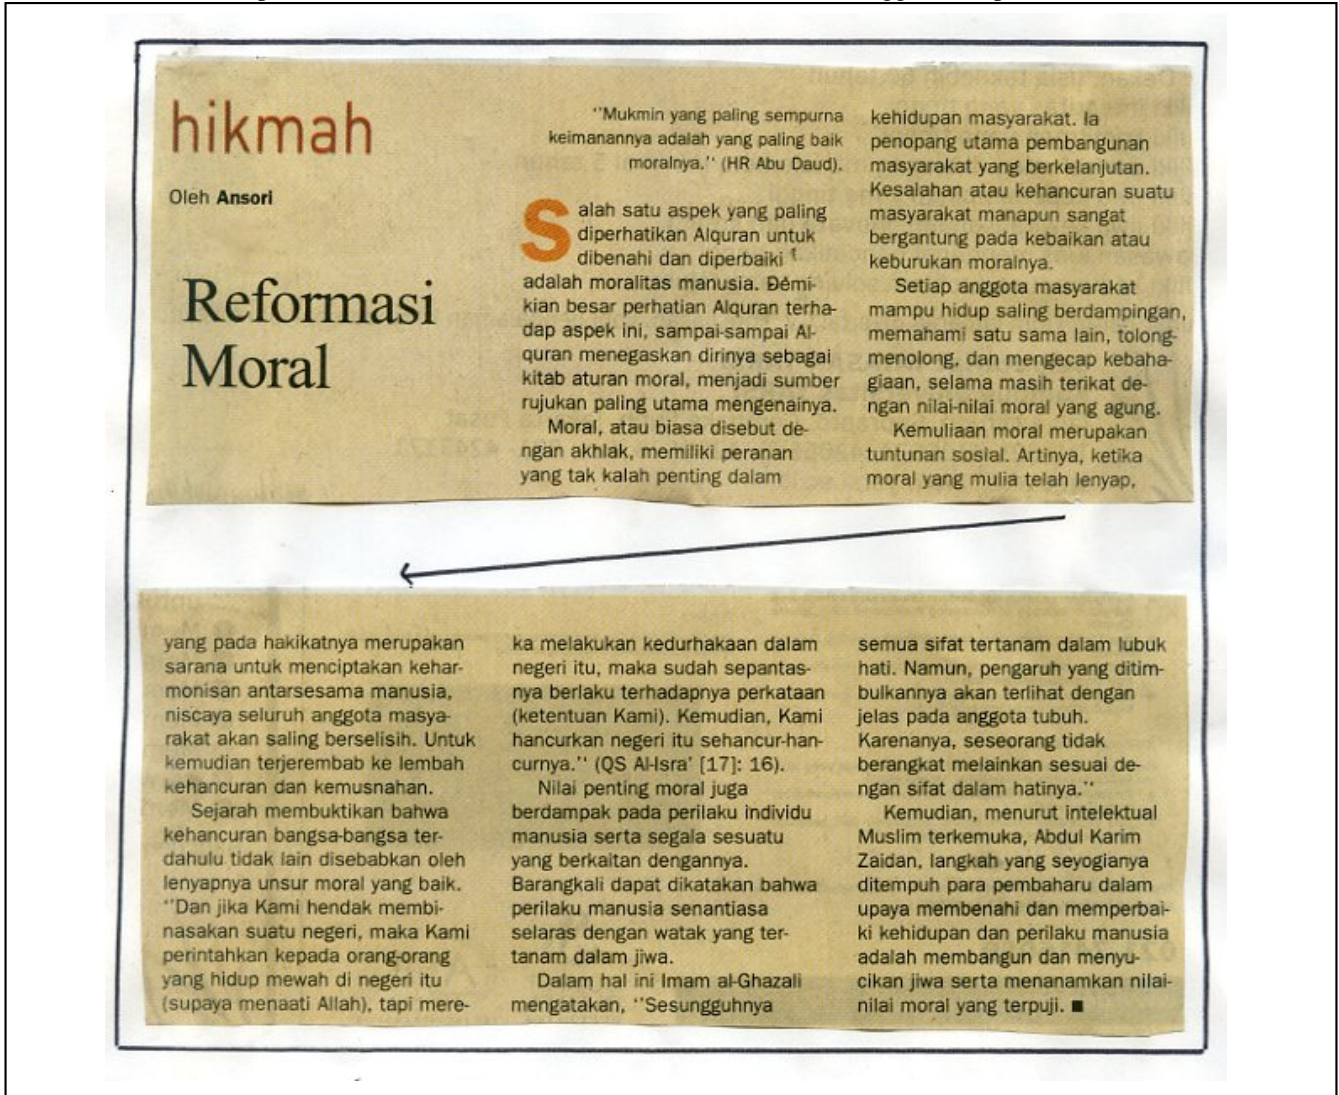 hikmah
Oleh Ansori
Reformasi
Moral
''Mukmin yang paling sempurna
keimanannya adalah yang paling baik
moralnya.'' (HR Abu Daud).
Salah satu aspek yang paling
diperhatikan Alquran untuk
dibenahi dan diperbaiki
adalah moralitas manusia. Demi-
kian besar perhatian Alquran terha-
dap aspek ini, sampai-sampai Al-
quran menegaskan dirinya sebagai
kitab aturan moral, menjadi sumber
rujukan paling utama mengenainya.
Moral, atau biasa disebut de-
ngan akhlak, memiliki peranan
yang tak kalah penting dalam
kehidupan masyarakat. Ia
penopang utama pembangunan
masyarakat yang berkelanjutan.
Kesalahan atau kehancuran suatu
masyarakat manapun sangat
bergantung pada kebaikan atau
keburukan moralnya.
Setiap anggota masyarakat
mampu hidup saling berdampingan,
memahami satu sama lain, tolong-
menolong, dan mengecap kebaha-
giaan, selama masih terikat de-
ngan nilai-nilai moral yang agung.
Kemuliaan moral merupakan
tuntunan sosial. Artinya, ketika
moral yang mulia telah lenyap,
yang pada hakikatnya merupakan
sarana untuk menciptakan kehar-
monisan antarsesama manusia,
niscaya seluruh anggota masya-
rakat akan saling berselisih. Untuk
kemudian terjerembab ke lembah
kehancuran dan kemusnahan.
Sejarah membuktikan bahwa
kehancuran bangsa-bangsa ter-
dahulu tidak lain disebabkan oleh
lenyapnya unsur moral yang baik.
''Dan jika Kami hendak membi-
nasakan suatu negeri, maka Kami
perintahkan kepada orang-orang
yang hidup mewah di negeri itu
(supaya menaati Allah), tapi mere-
ka melakukan kedurhakaan dalam
negeri itu, maka sudah sepantas-
nya berlaku terhadapnya perkataan
(ketentuan Kami). Kemudian, Kami
hancurkan negeri itu sehancur-han-
curnya.'' (QS Al-Isra' [17]: 16).
Nilai penting moral juga
berdampak pada perilaku individu
manusia serta segala sesuatu
yang berkaitan dengannya.
Barangkali dapat dikatakan bahwa
perilaku manusia senantiasa
selaras dengan watak yang ter-
tanam dalam jiwa.
Dalam hal ini Imam al-Ghazali
mengatakan, ''Sesungguhnya
semua sifat tertanam dalam lubuk
hati. Namun, pengaruh yang ditim-
bulkannya akan terlihat dengan
jelas pada anggota tubuh.
Karenanya, seseorang tidak
berangkat melainkan sesuai de-
ngan sifat dalam hatinya.''
Kemudian, menurut intelektual
Muslim terkemuka, Abdul Karim
Zaidan, langkah yang seyogianya
ditempuh para pembaharu dalam
upaya membenahi dan memperbai-
ki kehidupan dan perilaku manusia
adalah membangun dan menyu-
cikan jiwa serta menanamkan nilai-
nilai moral yang terpuji. ■